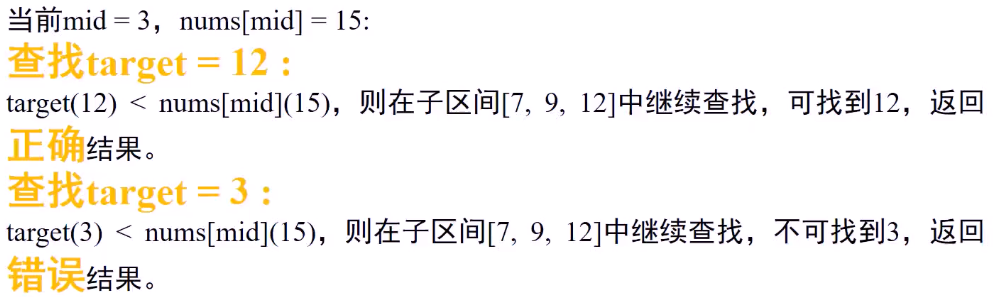 当前mid = 3，nums[mid] = 15:
查找target = 12：
target(12) < nums[mid](15)，则在子区间[7, 9, 12]中继续查找，可找到12，返回
正确结果。
查找target = 3：
target(3) < nums[mid](15)，则在子区间[7, 9, 12]中继续查找，不可找到3，返回
错误结果。